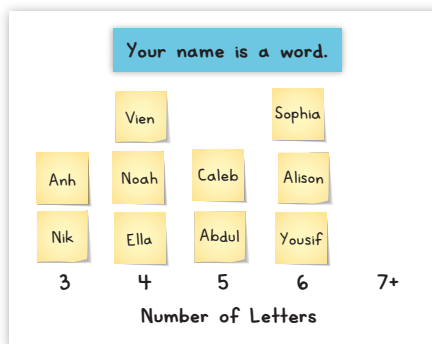 Your name is a word.
Vien Sophia
Anh Noah Caleb Alison
Nik Ella Abdul Yousif
3 4 5 6 7+
Number of Letters